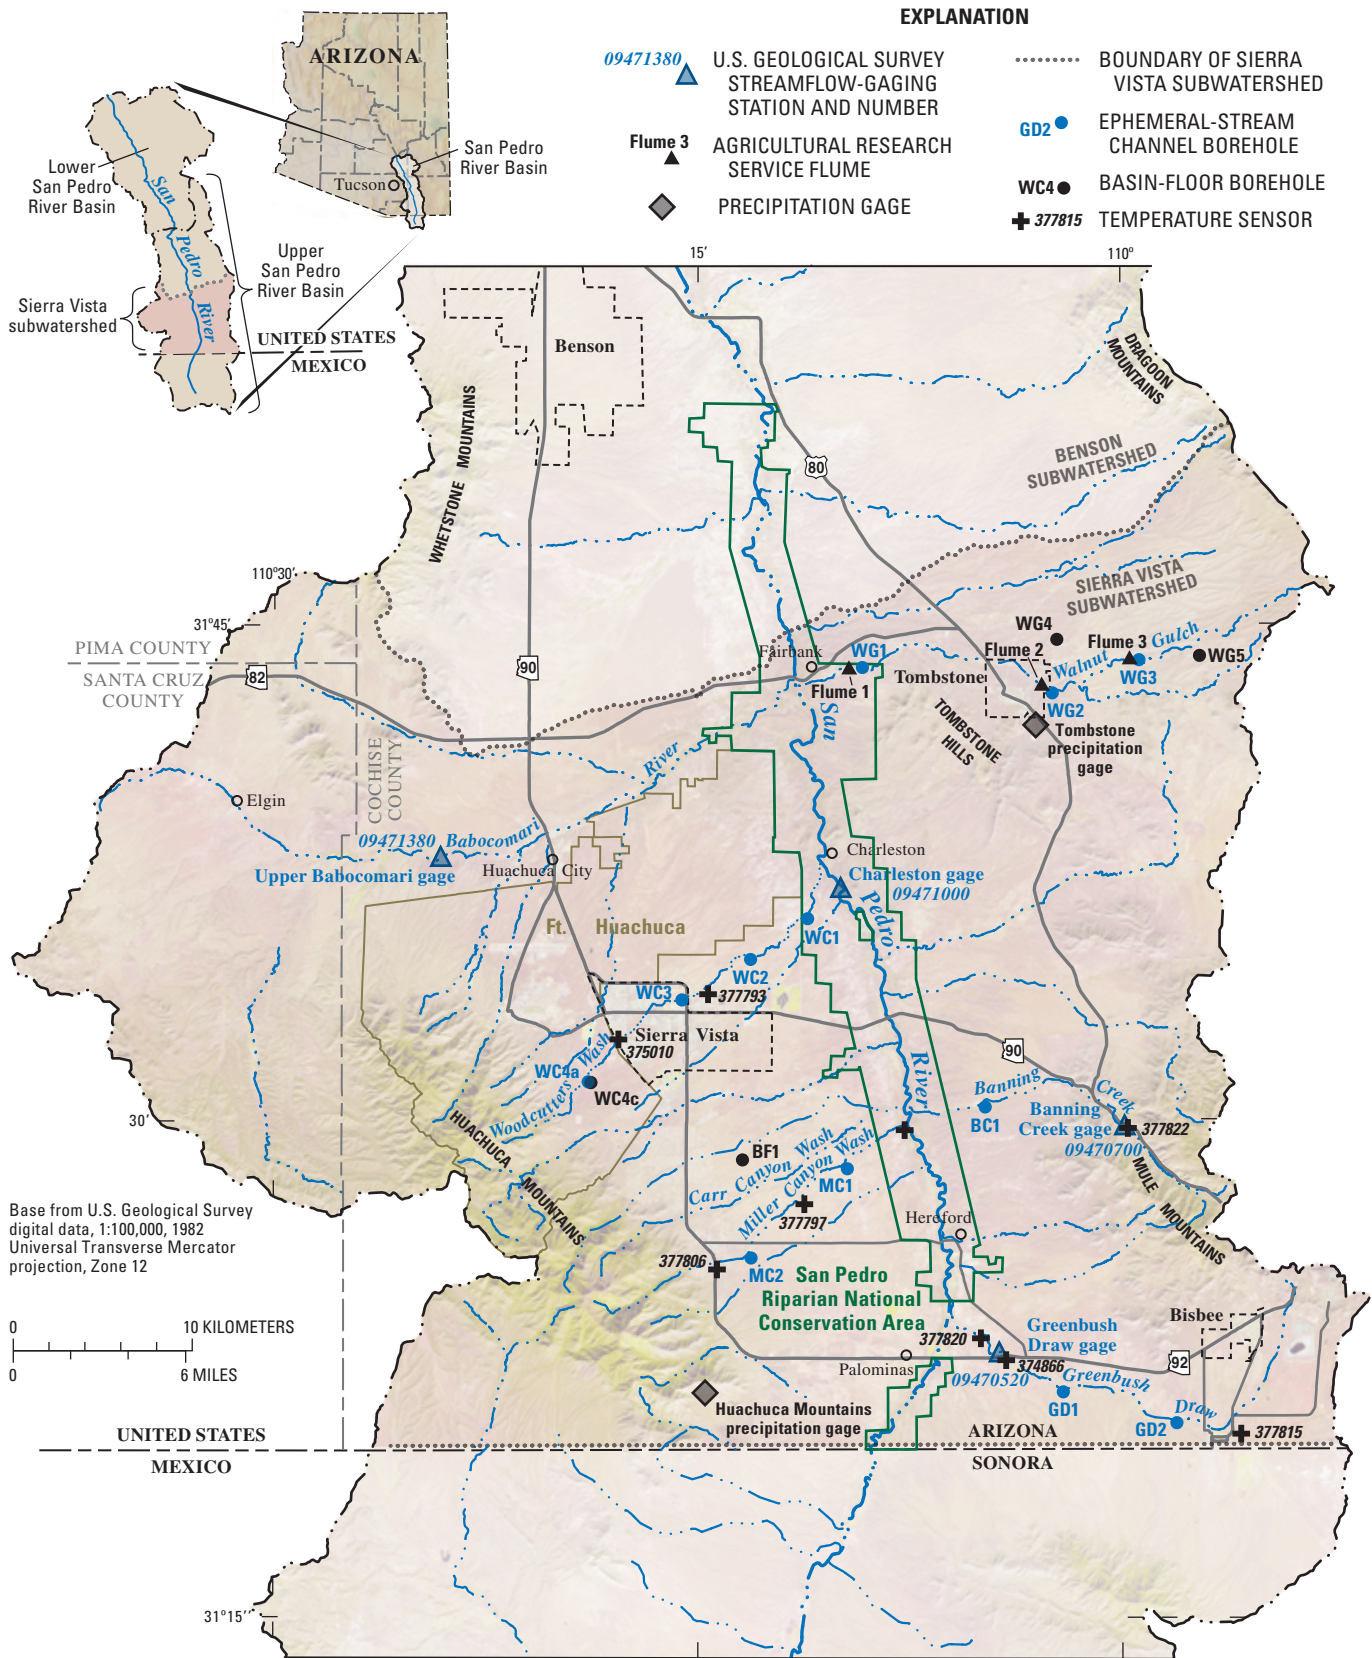 EXPLANATION
09471380
U.S. GEOLOGICAL SURVEY
STREAMFLOW-GAGING
STATION AND NUMBER
Flume 3
AGRICULTURAL RESEARCH
SERVICE FLUME
PRECIPITATION GAGE
BOUNDARY OF SIERRA
VISTA SUBWATERSHED
GD2
EPHEMERAL-STREAM
CHANNEL BOREHOLE
WC4
BASIN-FLOOR BOREHOLE
377815
TEMPERATURE SENSOR
ARIZONA
San Pedro
River Basin
Tucson
Lower
San Pedro
River Basin
San
Pedro
River
Upper
San Pedro
River Basin
Sierra Vista
subwatershed
UNITED STATES
MEXICO
15'
110°
Benson
DRAGOON
MOUNTAINS
WHETSTONE MOUNTAINS
80
BENSON
SUBWATERSHED
110°30'
SIERRA VISTA
SUBWATERSHED
31°45'
PIMA COUNTY
SANTA CRUZ
COUNTY
82
90
Fairbank
WG1
Flume 1
Tombstone
WG4
Flume 2
Walnut
Flume 3
Gulch
WG3
WG5
WG2
San
TOMBSTONE
HILLS
Tombstone
precipitation
gage
River
COCHISE
COUNTY
Elgin
09471380
Babocomari
Upper Babocomari gage
Huachuca City
Charleston
Charleston gage
09471000
Pedro
Ft. Huachuca
WC1
WC2
WC3
377793
Sierra Vista
375010
WC4a
WC4c
Woodcutters Wash
River
90
Banning
Creek
BC1
Banning
Creek gage
377822
09470700
30'
HUACHUCA
MOUNTAINS
BF1
Carr Canyon Wash
Miller Canyon Wash
MC1
377797
MULE MOUNTAINS
Hereford
Base from U.S. Geological Survey
digital data, 1:100,000, 1982
Universal Transverse Mercator
projection, Zone 12
377806
MC2
San Pedro
Riparian National
Conservation Area
0 10 KILOMETERS
0 6 MILES
Bisbee
Greenbush
Draw gage
377820
374866
Palominas
09470520
92
Greenbush
Draw
GD1
GD2
377815
Huachuca Mountains
precipitation gage
UNITED STATES
MEXICO
ARIZONA
SONORA
31°15''